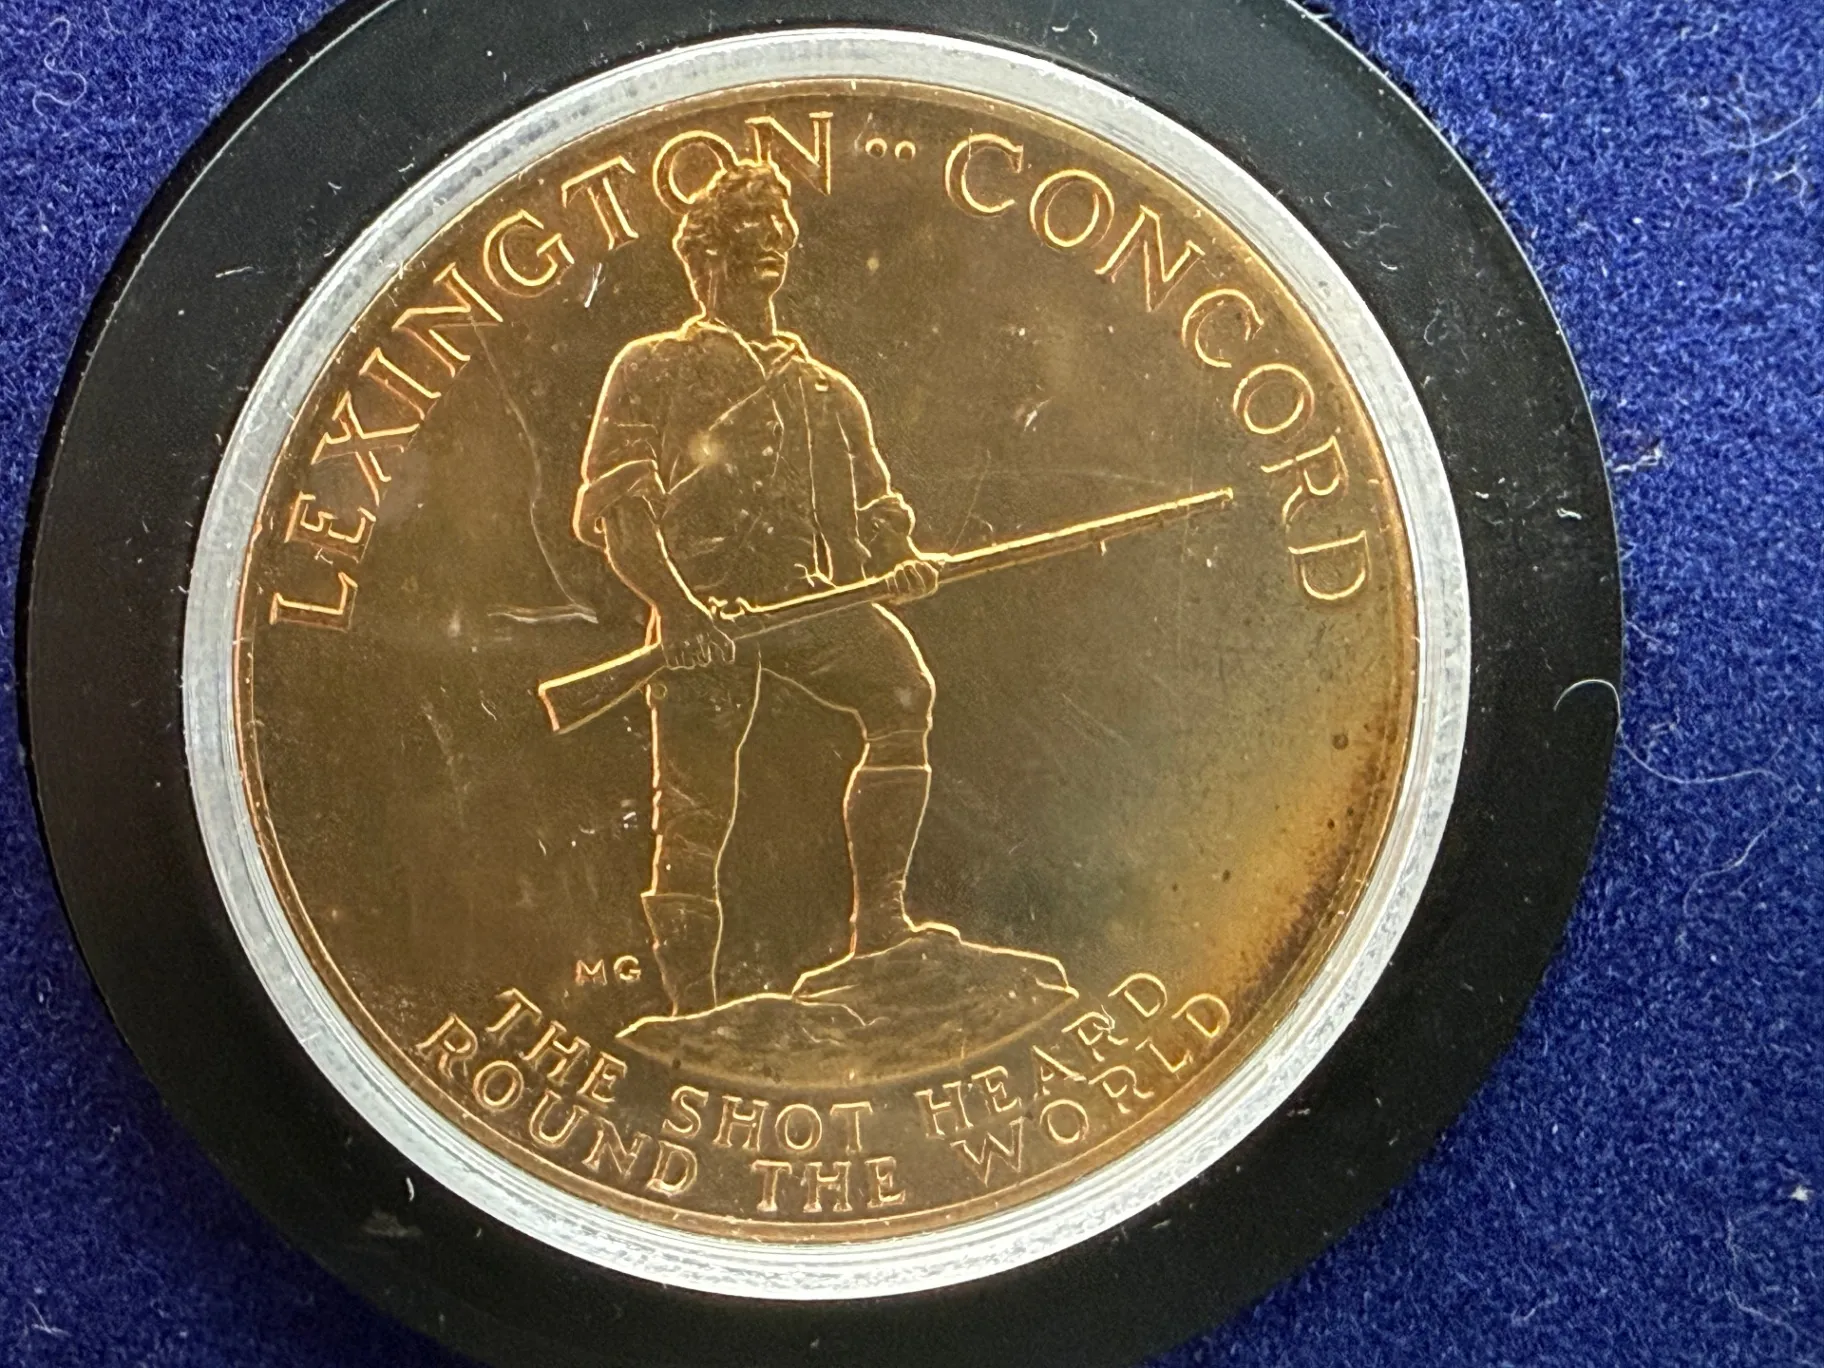 LEXINGTON·· CONCORD
MG
THE SHOT HEARD
ROUND THE WORLD